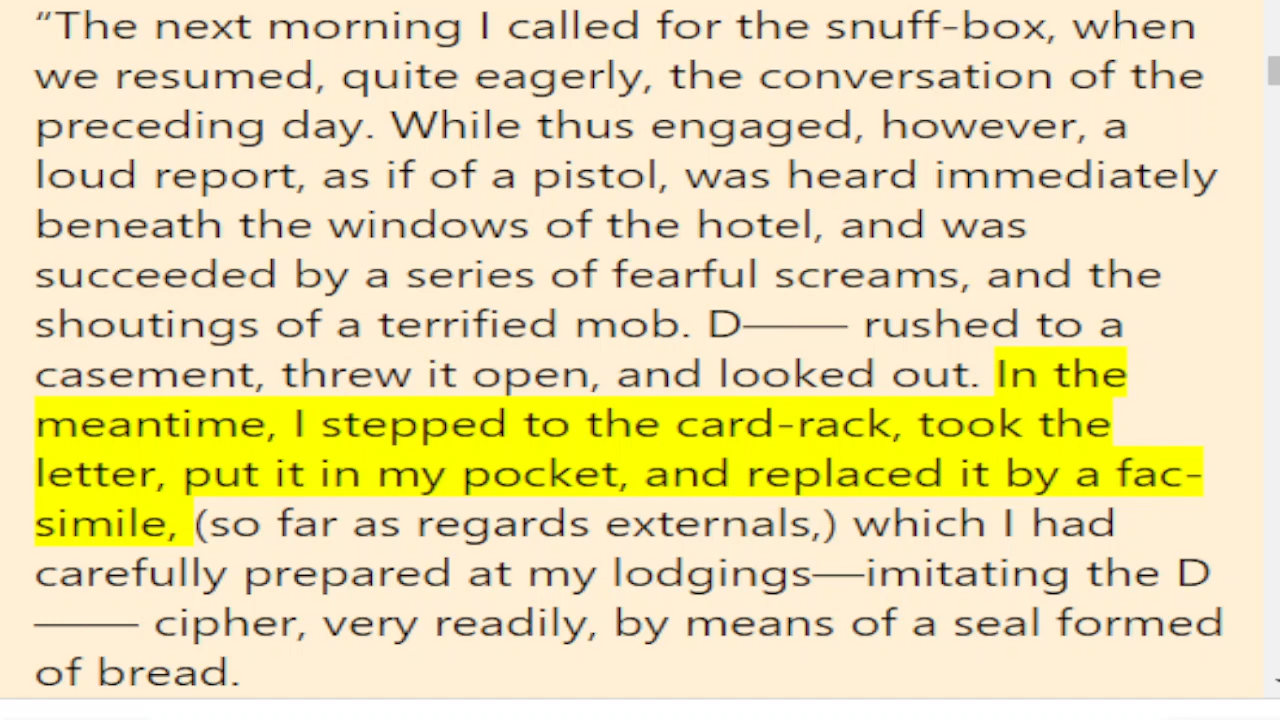 “The next morning I called for the snuff-box, when
we resumed, quite eagerly, the conversation of the
preceding day. While thus engaged, however, a
loud report, as if of a pistol, was heard immediately
beneath the windows of the hotel, and was
succeeded by a series of fearful screams, and the
shoutings of a terrified mob. D—— rushed to a
casement, threw it open, and looked out. In the
meantime, I stepped to the card-rack, took the
letter, put it in my pocket, and replaced it by a fac-
simile, (so far as regards externals,) which I had
carefully prepared at my lodgings—imitating the D
—— cipher, very readily, by means of a seal formed
of bread.